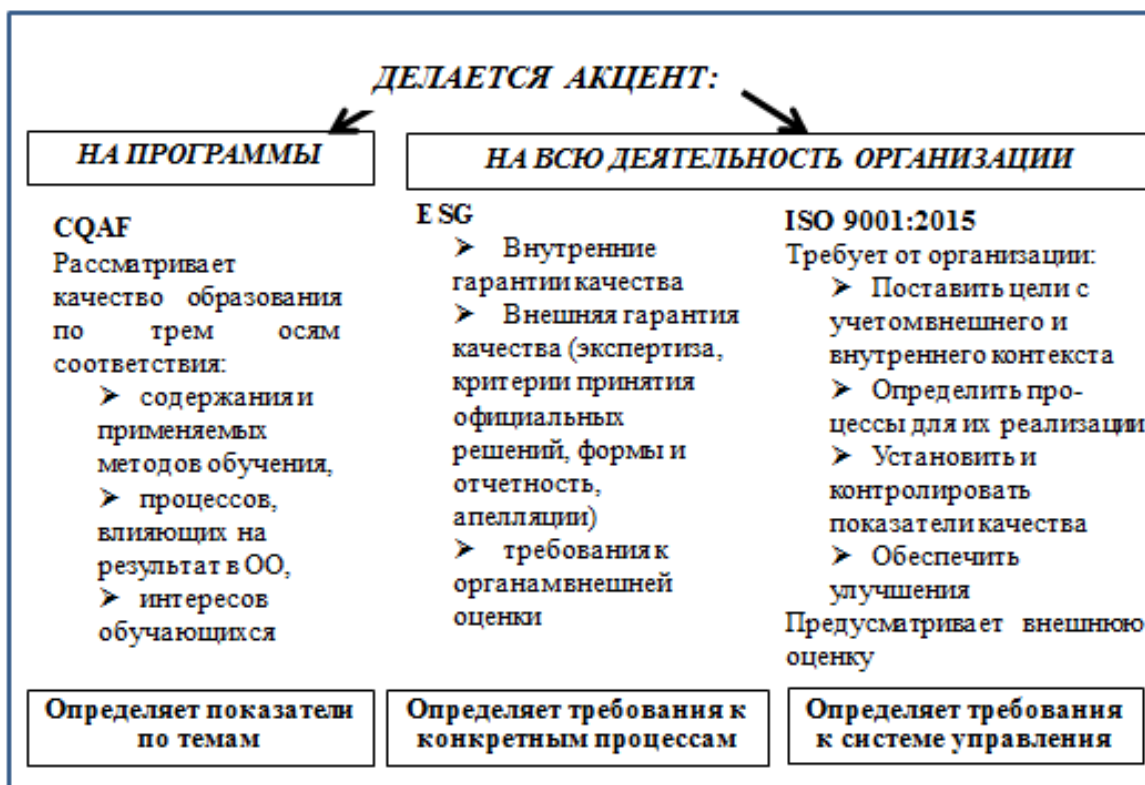 ДЕЛАЕТСЯ АКЦЕНТ:
НА ПРОГРАММЫ
НА ВСЮ ДЕЯТЕЛЬНОСТЬ ОРГАНИЗАЦИИ
CQAF
Рассматривает
качество образования
по трем осям
соответствия:
➤ содержания и
применяемых
методов обучения,
➤ процессов,
влияющих на
результат в ОО,
➤ интересов
обучающихся
Определяет показатели
по темам
ESG
➤ Внутренние
гарантии качества
➤ Внешняя гарантия
качества (экспертиза,
критерии принятия
официальных
решений, формы и
отчетность,
апелляции)
➤ требования к
органамвнешней
оценки
Определяет требования к
конкретным процессам
ISO 9001:2015
Требует от организации:
➤ Поставить цели с
учетомвнешнего и
внутреннего контекста
➤ Определить про-
цессы для их реализации
➤ Установить и
контролировать
показатели качества
➤ Обеспечить
улучшения
Предусматривает внешнюю
оценку
Определяет требования
к системе управления